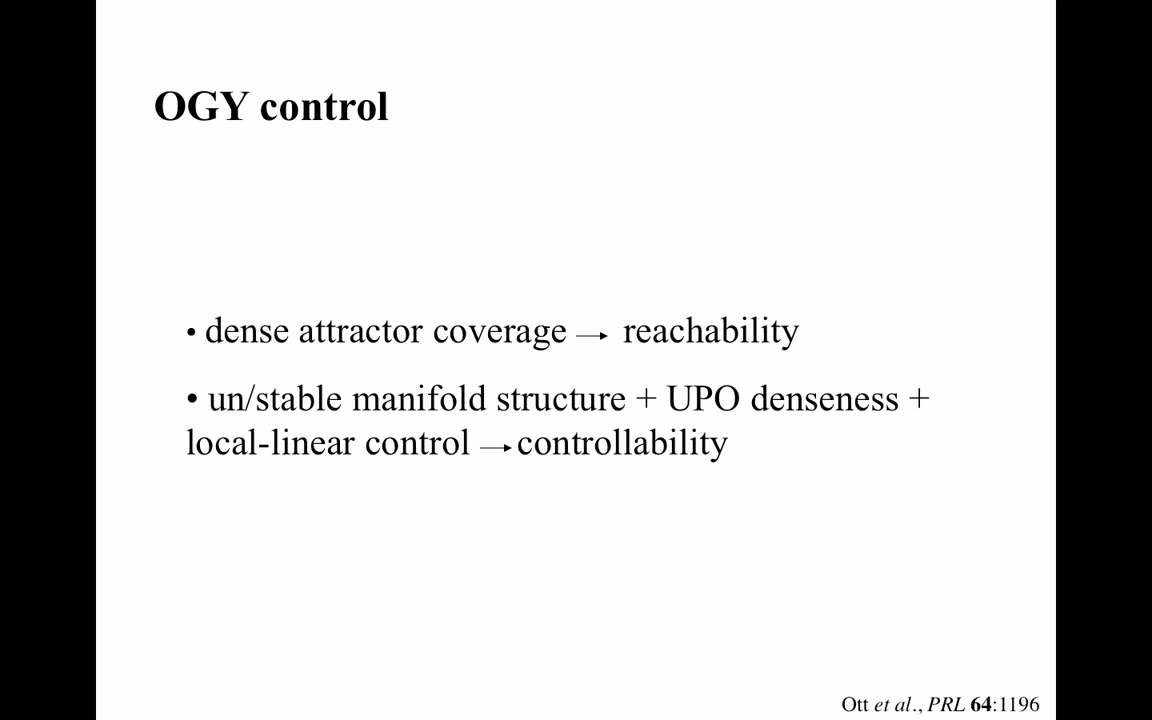 OGY control
• dense attractor coverage → reachability
• un/stable manifold structure + UPO denseness +
local-linear control → controllability
Ott et al., PRL 64:1196